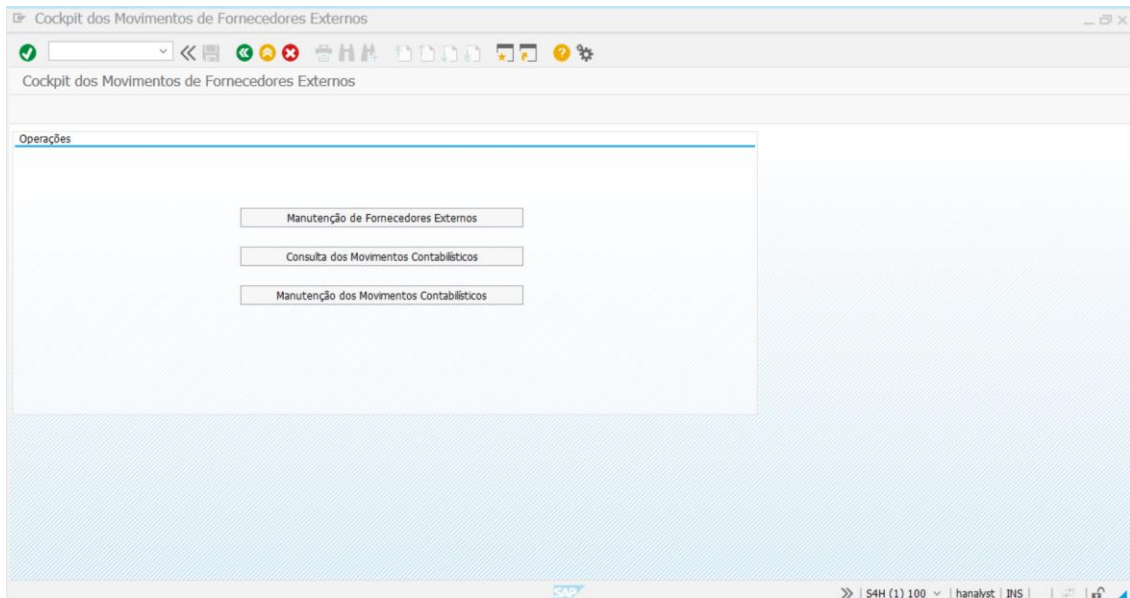 Cockpit dos Movimentos de Fornecedores Externos
Cockpit dos Movimentos de Fornecedores Externos
Operações
Manutenção de Fornecedores Externos
Consulta dos Movimentos Contabilísticos
Manutenção dos Movimentos Contabilísticos
SAP
S4H (1) 100 | hanalyst | INS |